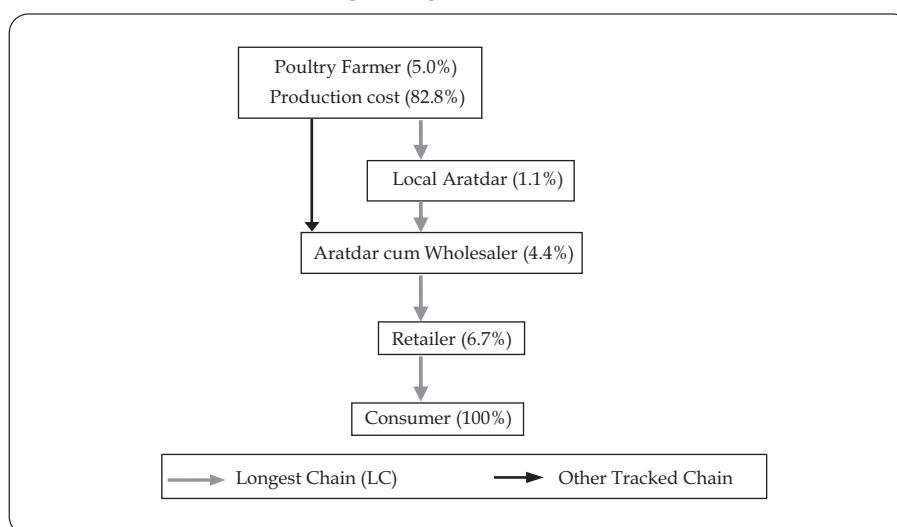 Poultry Farmer (5.0%)
Production cost (82.8%)
Local Aratdar (1.1%)
Aratdar cum Wholesaler (4.4%)
Retailer (6.7%)
Consumer (100%)
Longest Chain (LC)
Other Tracked Chain